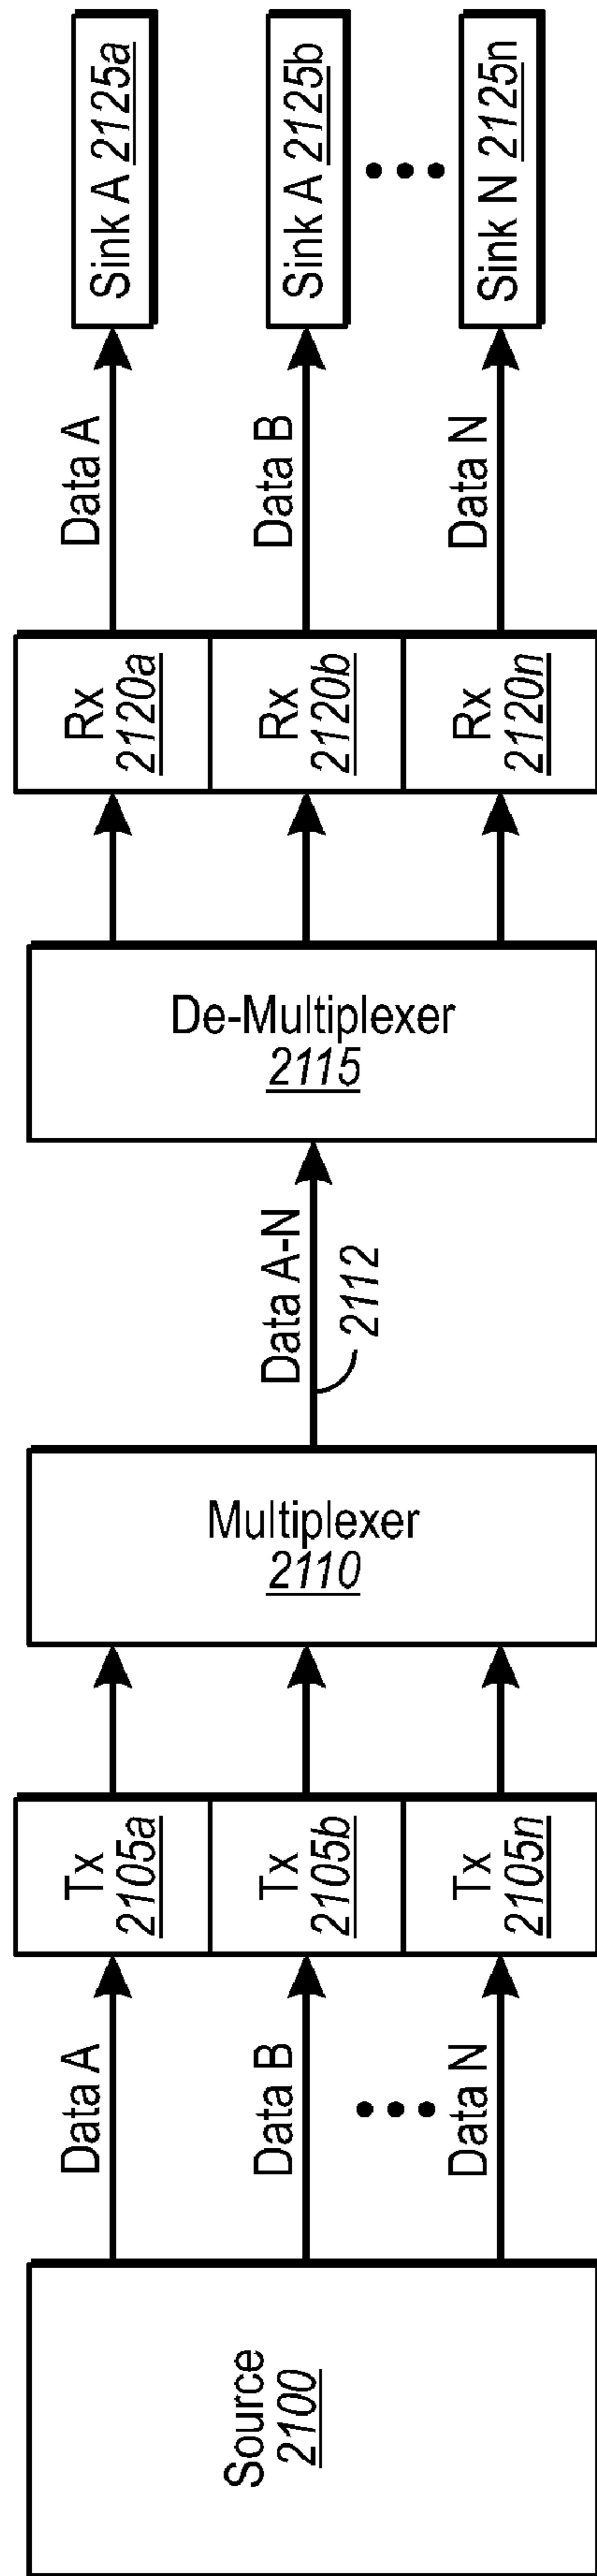 Source
2100
Data A
Data B
Data N
Tx
2105a
Tx
2105b
Tx
2105n
Multiplexer
2110
Data A-N
2112
De-Multiplexer
2115
Rx
2120a
Rx
2120b
Rx
2120n
Data A
Data B
Data N
Sink A 2125a
Sink A 2125b
Sink N 2125n